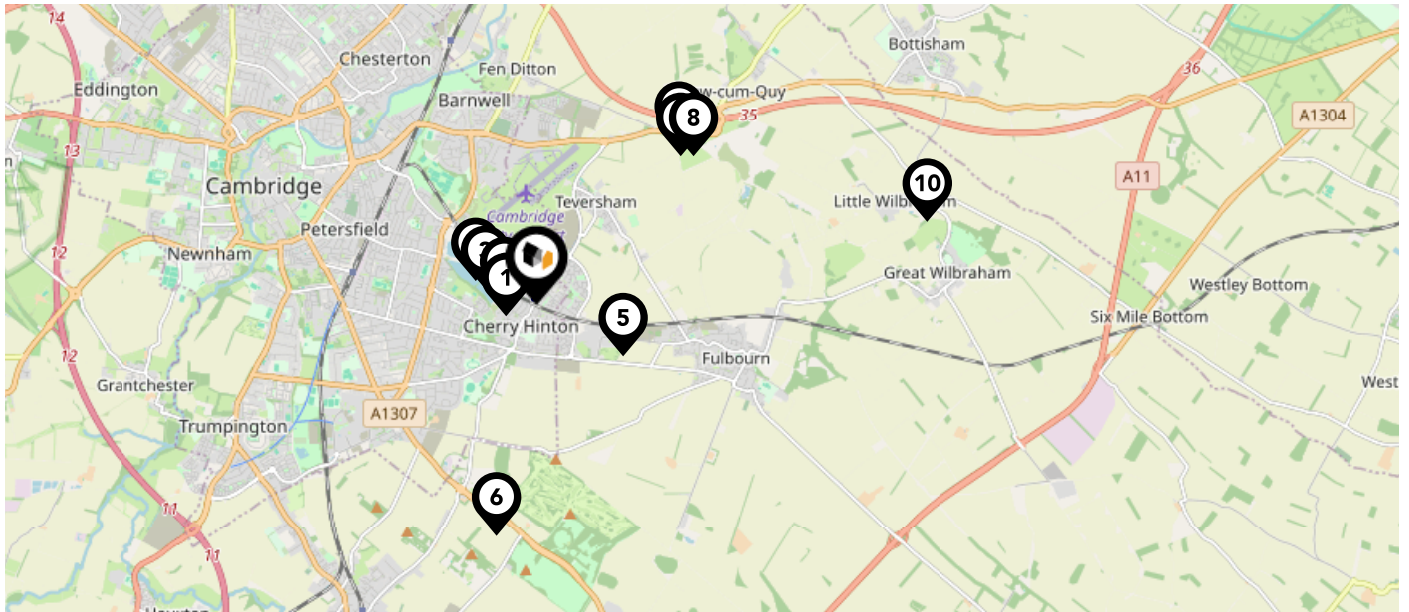 14
Chesterton
Bottisham
Fen Ditton
36
Eddington
w-cum-Quy
Barnwell
35
8
A1304
13
A11
Cambridge
10
Teversham
Little Wilb
m
Cambridge
Petersfield
12
Newnham
1
Great Wilbraham
Westley Bottom
5
Six Mile Bottom
Cherry Hinton
12
Fulbourn
Grantchester
West
A1307
Trumpington
6
11
11